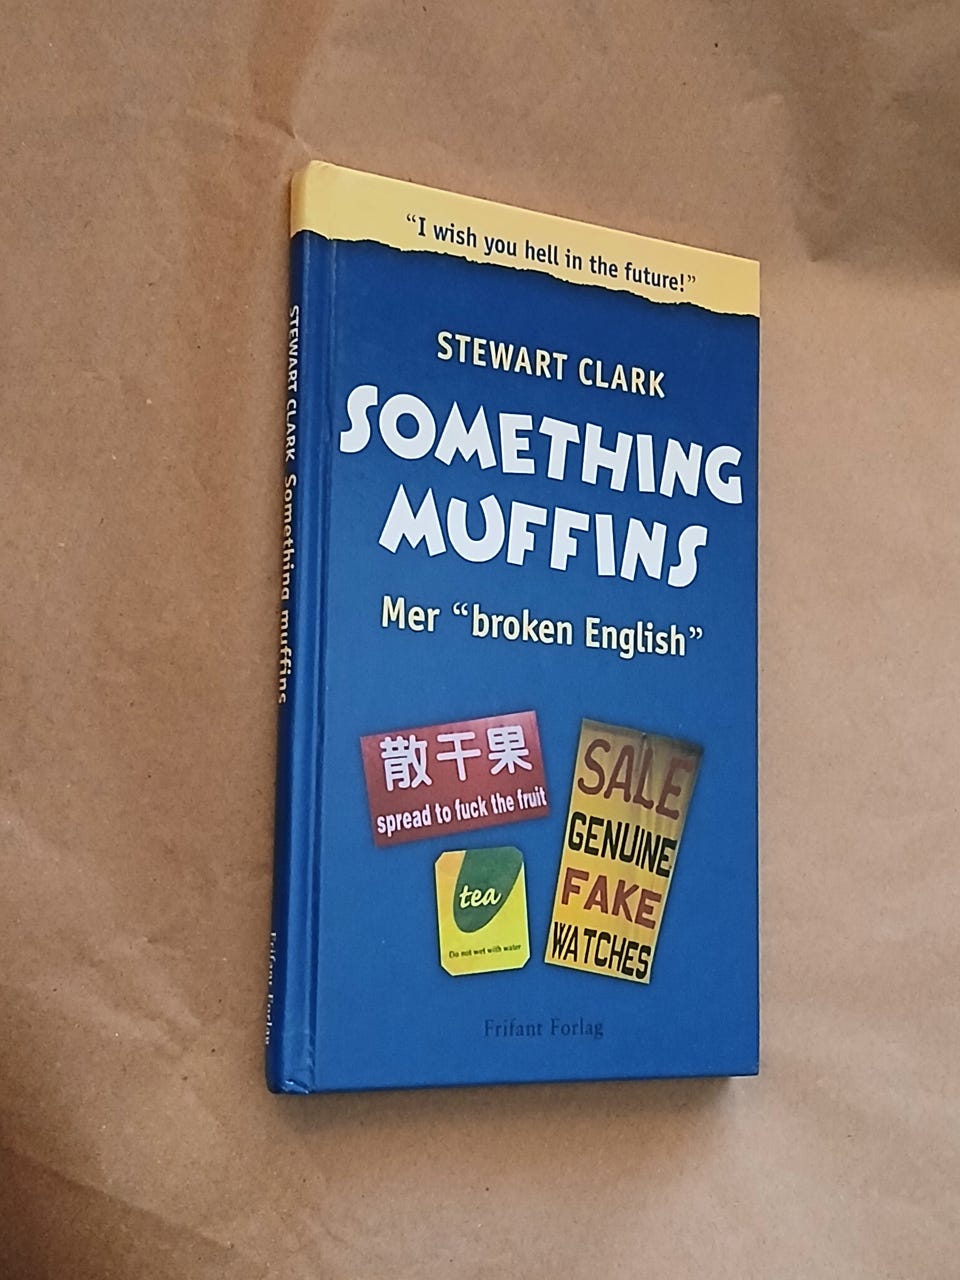 “I wish you hell in the future!”
STEWART CLARK
SOMETHING
MUFFINS
Mer “broken English”
散干果
spread to fuck the fruit
SALE
GENUINE
FAKE
WATCHES
tea
Do not wet with water
Frifant Forlag
STEWART CLARK Something muffins
Frifant Forlag